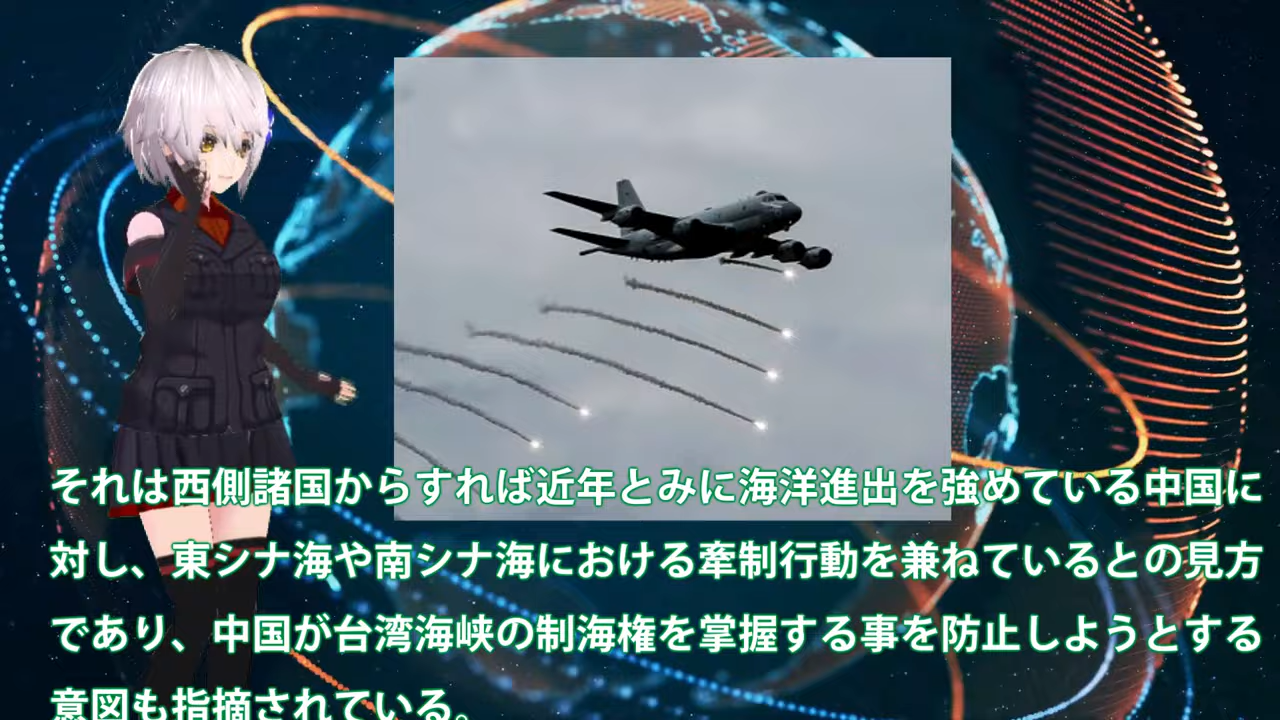 それは西側諸国からすれば近年とみに海洋進出を強めている中国に
対し、東シナ海や南シナ海における牽制行動を兼ねているとの見方
であり、中国が台湾海峡の制海権を掌握する事を防止しようとする
意図も指摘されている。